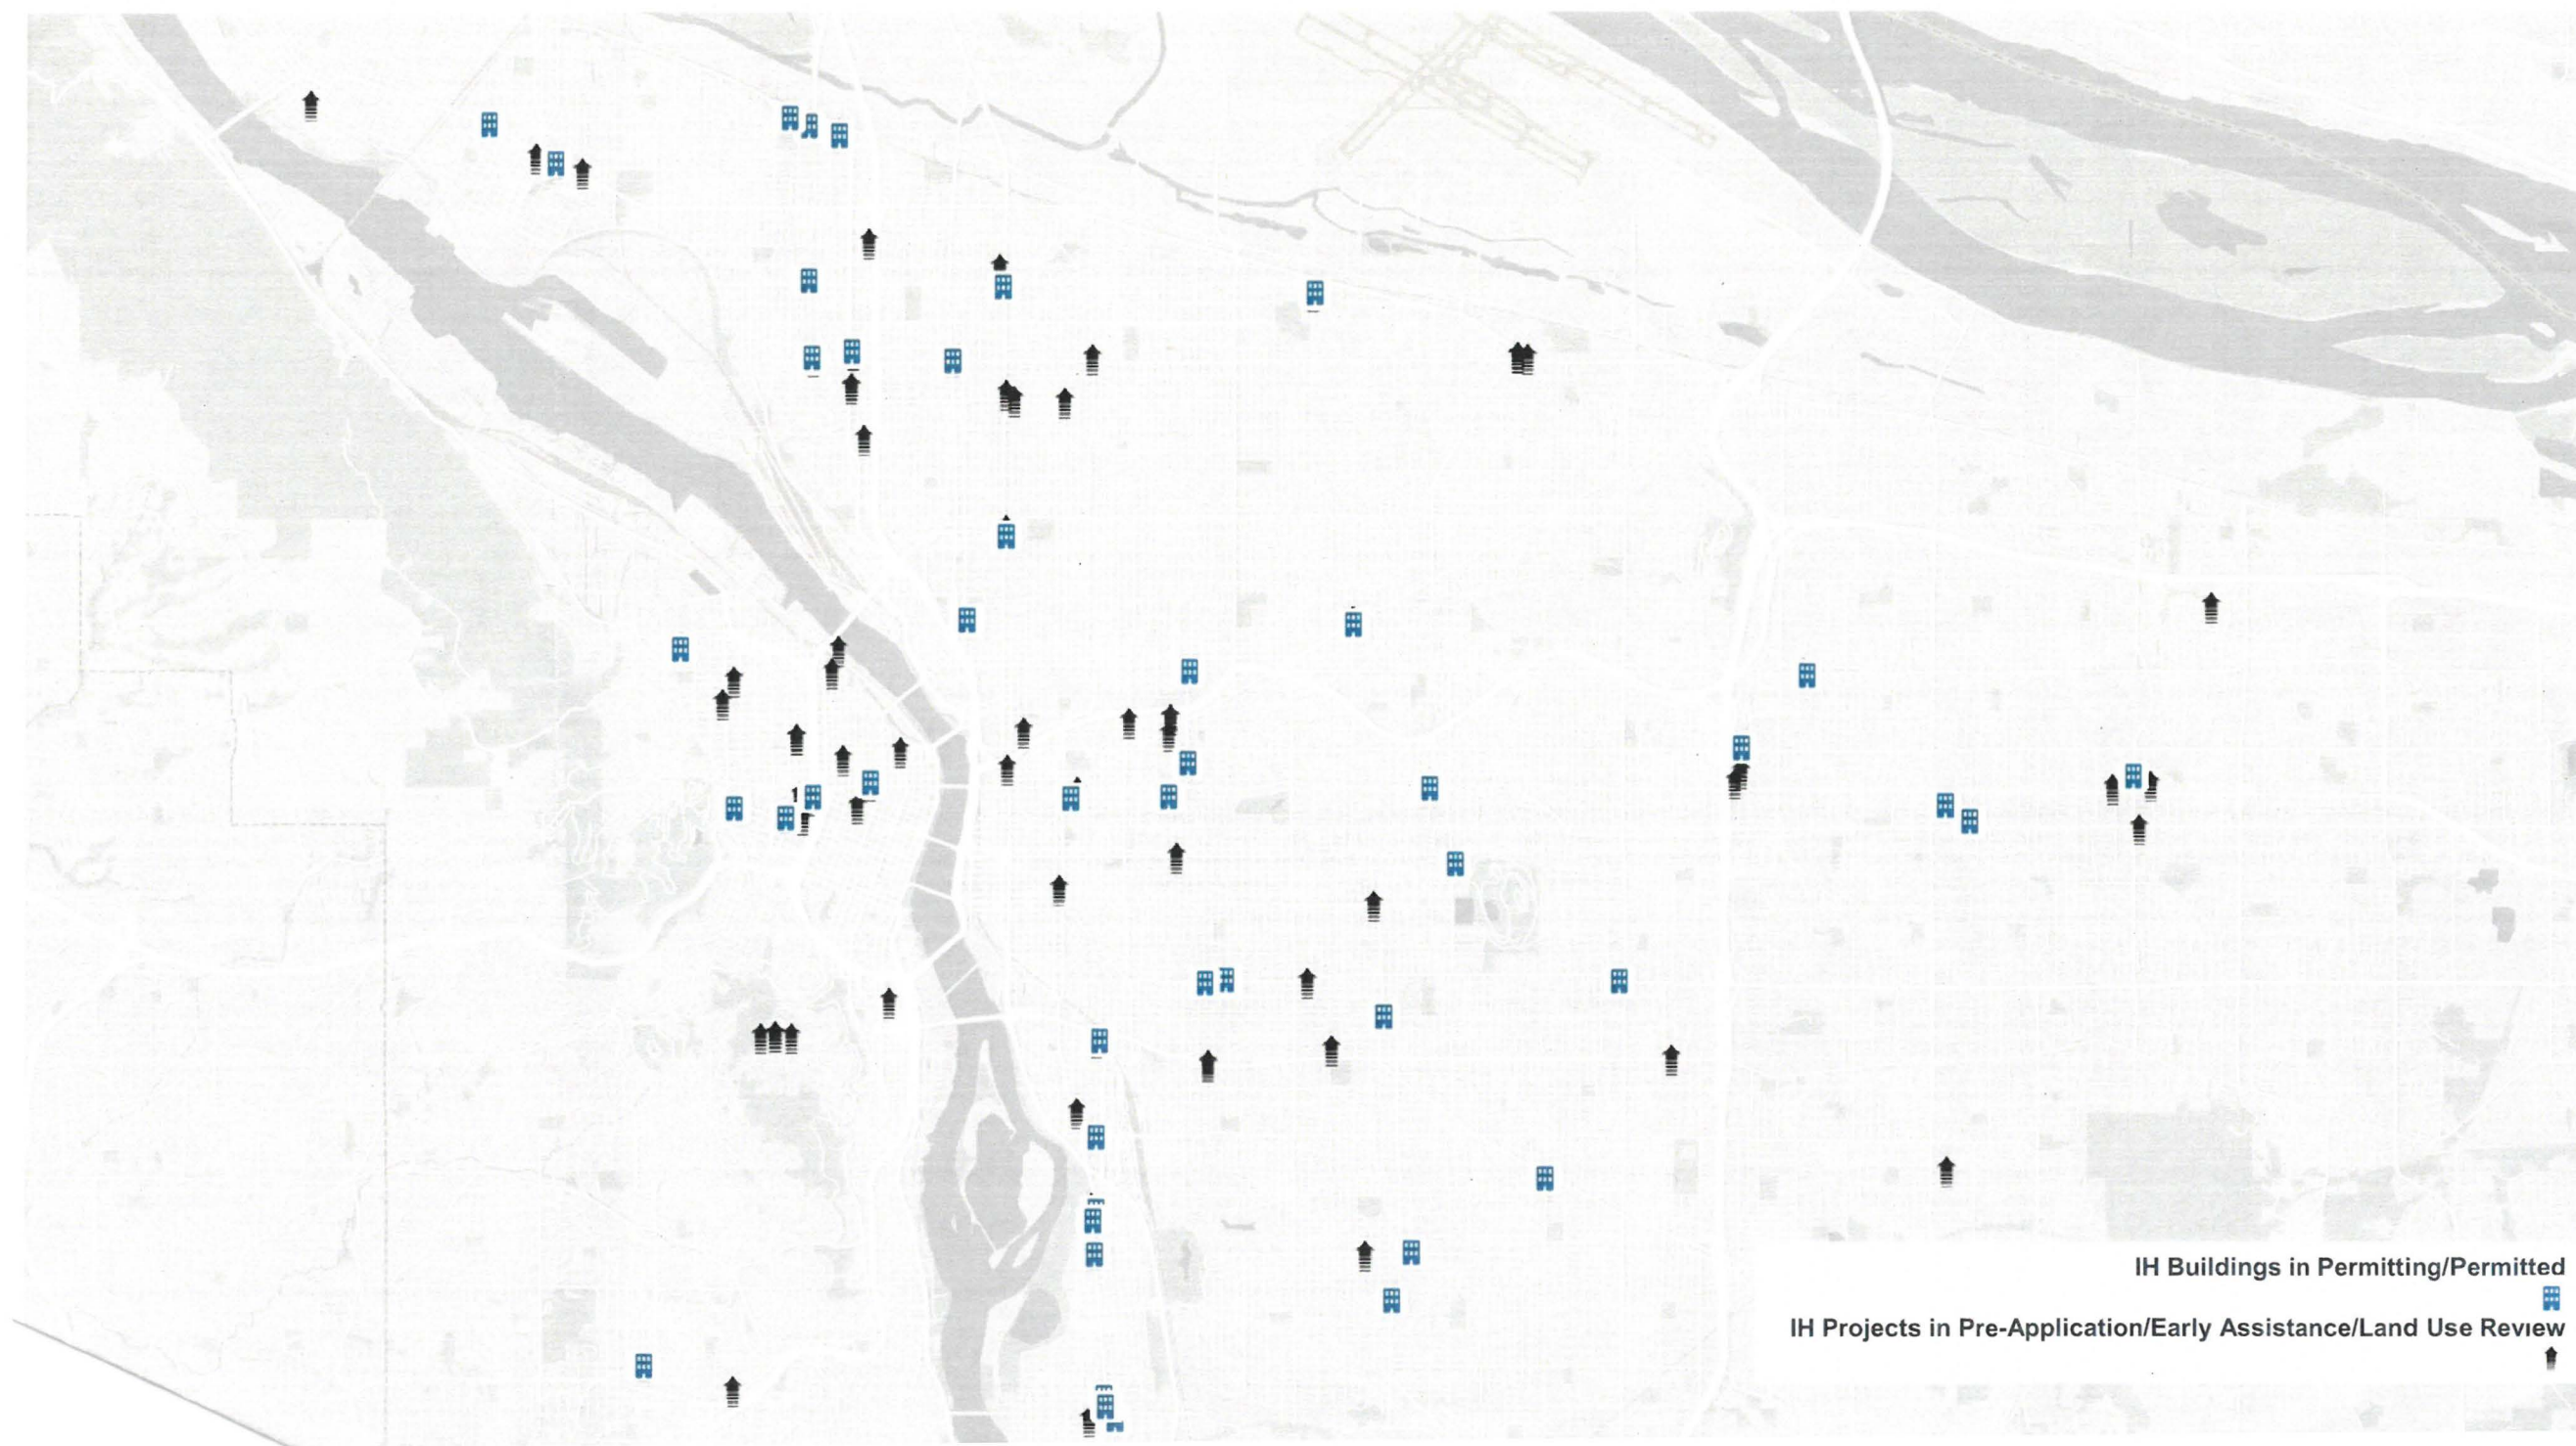 IH Buildings in Permitting/Permitted
IH Projects in Pre-Application/Early Assistance/Land Use Review